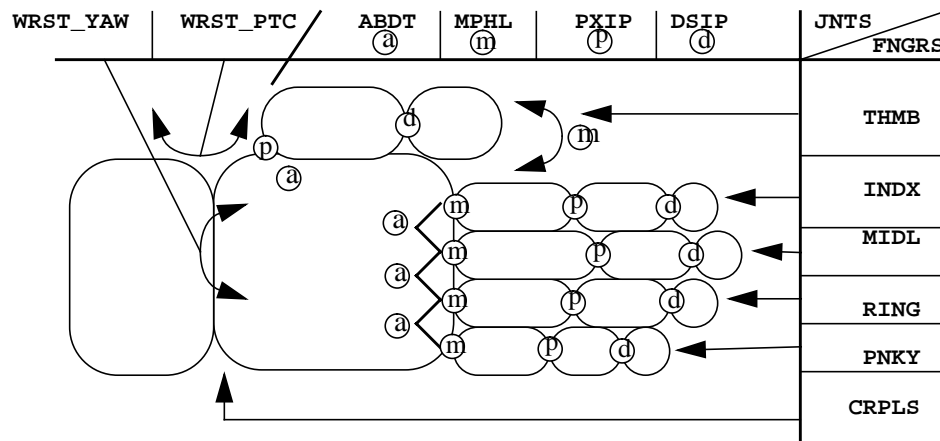 WRST_YAW WRST_PTC ABDT MPHL PXIP DSIP JNTS
a m p d FNGRS
d m THMB
p
a
INDX
m p d
a MIDL
m p d
a
m p d RING
a
m p d PNKY
CRPLS